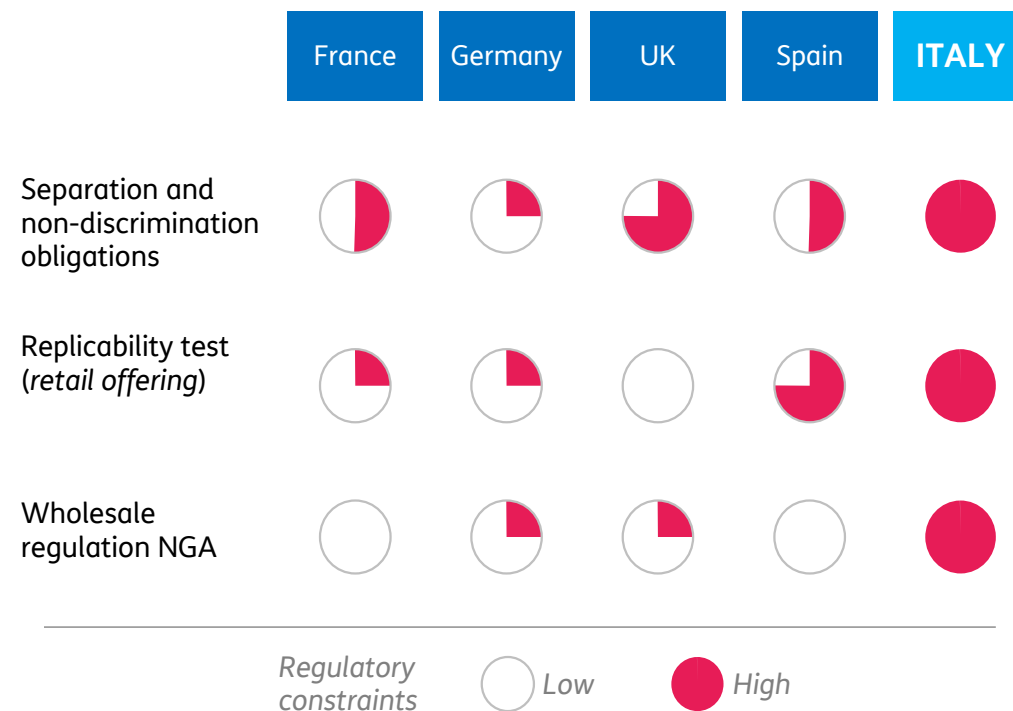 France Germany UK Spain ITALY
Separation and
non-discrimination
obligations
Replicability test
(retail offering)
Wholesale
regulation NGA
Regulatory
constraints
Low
High